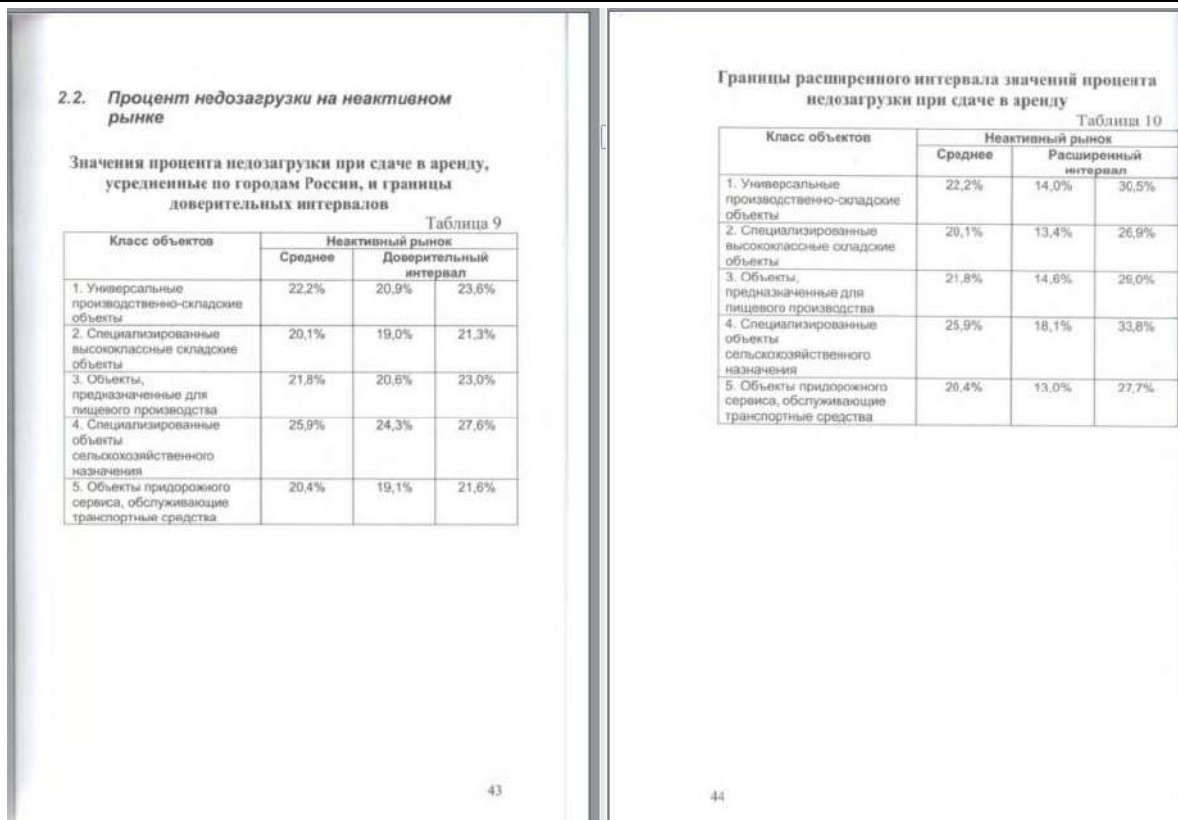 2.2. Процент недозагрузки на неактивном
рынке
Значения процента недозагрузки при сдаче в аренду,
усредненные по городам России, и границы
доверительных интервалов
Таблица 9
Класс объектов Неактивный рынок
Среднее Доверительный
интервал
1. Универсальные 22,2% 20,9% 23,6%
производственно-складские
объекты
2. Специализированные 20,1% 19,0% 21,3%
высококлассные складские
объекты
3. Объекты, 21,8% 20,6% 23,0%
предназначенные для
пищевого производства
4. Специализированные 25,9% 24,3% 27,6%
объекты
сельскохозяйственного
назначения
5. Объекты придорожного 20,4% 19,1% 21,6%
сервиса, обслуживающие
транспортные средства
43
Границы расширенного интервала значений процента
недозагрузки при сдаче в аренду
Таблица 10
Класс объектов Неактивный рынок
Среднее Расширенный
интервал
1. Универсальные 22,2% 14,0% 30,5%
производственно-складские
объекты
2. Специализированные 20,1% 13,4% 26,9%
высококлассные складские
объекты
3. Объекты, 21,8% 14,6% 29,0%
предназначенные для
пищевого производства
4. Специализированные 25,9% 18,1% 33,8%
объекты
сельскохозяйственного
назначения
5. Объекты придорожного 20,4% 13,0% 27,7%
сервиса, обслуживающие
транспортные средства
44